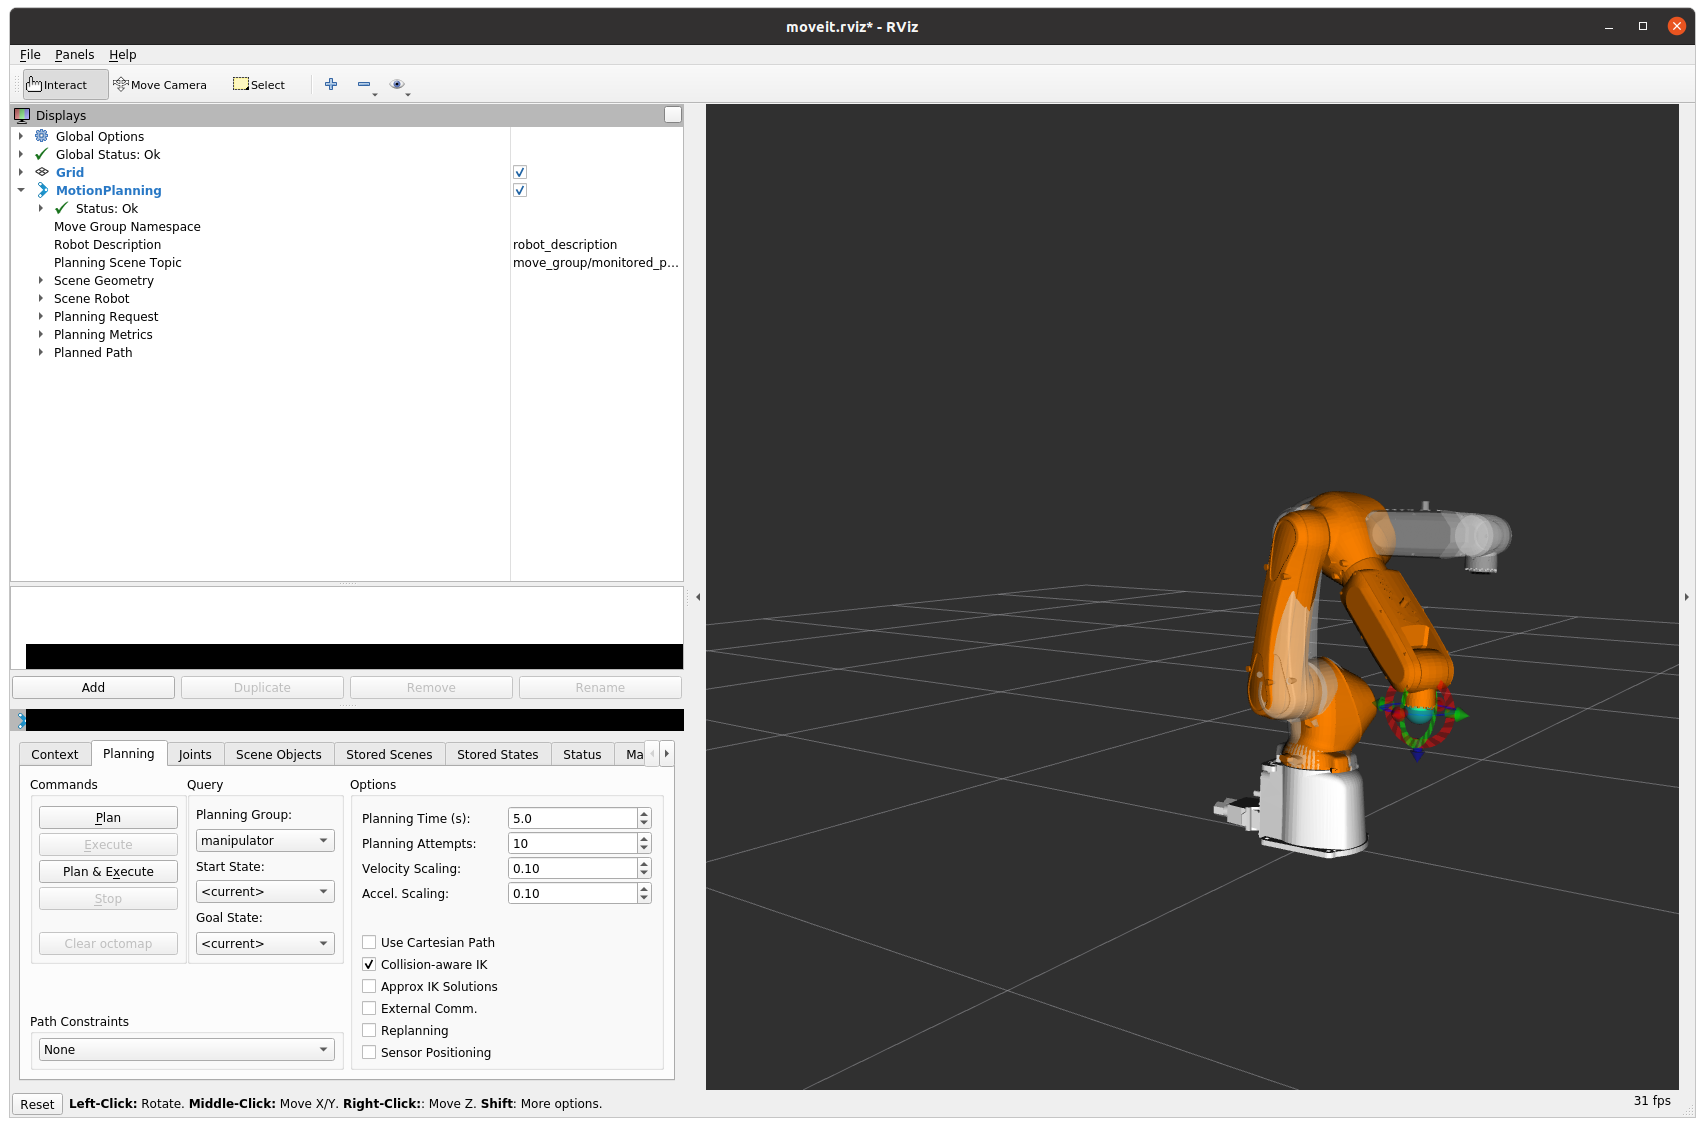 moveit.rviz* - RViz
File Panels Help
Interact Move Camera Select
Displays
Global Options
Global Status: Ok
Grid
MotionPlanning
Status: Ok
Move Group Namespace
Robot Description robot_description
Planning Scene Topic move_group/monitored_p...
Scene Geometry
Scene Robot
Planning Request
Planning Metrics
Planned Path
Add Duplicate Remove Rename
Context Planning Joints Scene Objects Stored Scenes Stored States Status Ma
Commands Query Options
Plan
Execute
Plan & Execute
Stop
Clear octomap
Planning Group:
manipulator
Start State:
<current>
Goal State:
<current>
Planning Time (s): 5.0
Planning Attempts: 10
Velocity Scaling: 0.10
Accel. Scaling: 0.10
Use Cartesian Path
Collision-aware IK
Approx IK Solutions
External Comm.
Replanning
Sensor Positioning
Path Constraints
None
Reset Left-Click: Rotate. Middle-Click: Move X/Y. Right-Click:: Move Z. Shift: More options. 31 fps